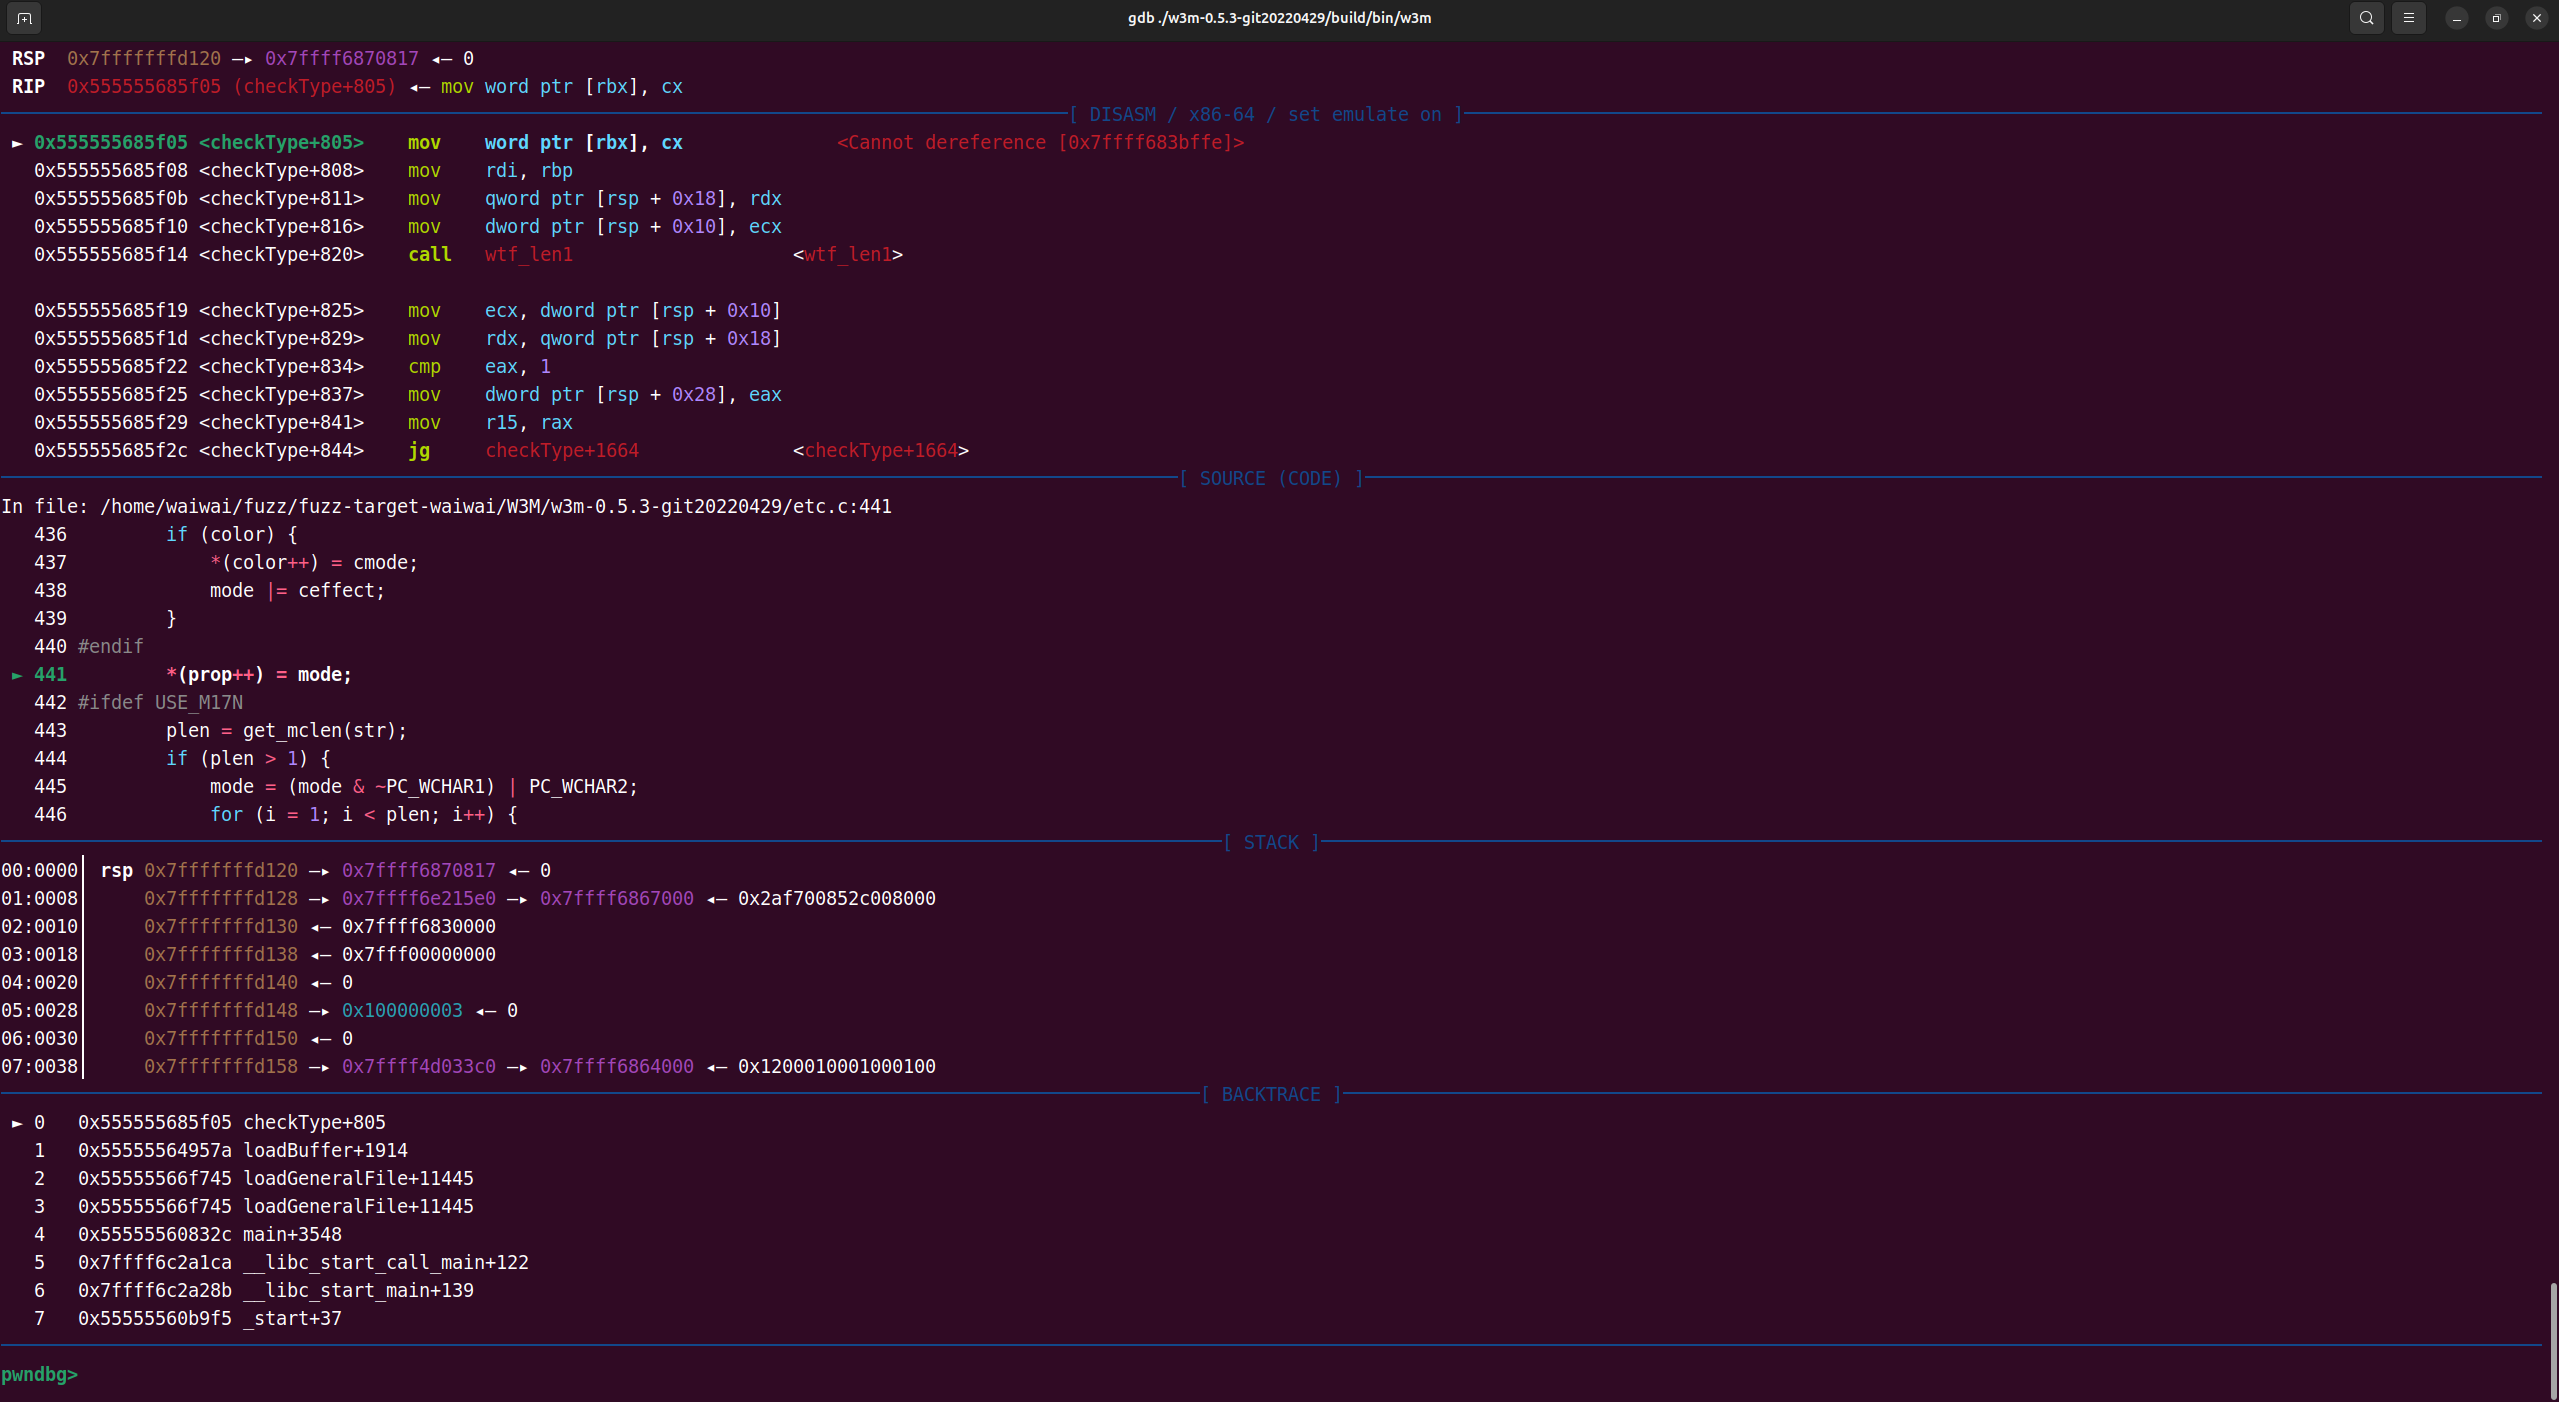 gdb ./w3m-0.5.3-git20220429/build/bin/w3m
RSP  0x7fffffffd120 —▸ 0x7ffff6870817 ◂— 0
RIP  0x555555685f05 (checkType+805) ◂— mov word ptr [rbx], cx
[ DISASM / x86-64 / set emulate on ]
► 0x555555685f05 <checkType+805>    mov    word ptr [rbx], cx              <Cannot dereference [0x7ffff683bffe]>
0x555555685f08 <checkType+808>    mov    rdi, rbp
0x555555685f0b <checkType+811>    mov    qword ptr [rsp + 0x18], rdx
0x555555685f10 <checkType+816>    mov    dword ptr [rsp + 0x10], ecx
0x555555685f14 <checkType+820>    call   wtf_len1                    <wtf_len1>
0x555555685f19 <checkType+825>    mov    ecx, dword ptr [rsp + 0x10]
0x555555685f1d <checkType+829>    mov    rdx, qword ptr [rsp + 0x18]
0x555555685f22 <checkType+834>    cmp    eax, 1
0x555555685f25 <checkType+837>    mov    dword ptr [rsp + 0x28], eax
0x555555685f29 <checkType+841>    mov    r15, rax
0x555555685f2c <checkType+844>    jg     checkType+1664              <checkType+1664>
[ SOURCE (CODE) ]
In file: /home/waiwai/fuzz/fuzz-target-waiwai/W3M/w3m-0.5.3-git20220429/etc.c:441
436         if (color) {
437             *(color++) = cmode;
438             mode |= ceffect;
439         }
440 #endif
► 441         *(prop++) = mode;
442 #ifdef USE_M17N
443         plen = get_mclen(str);
444         if (plen > 1) {
445             mode = (mode & ~PC_WCHAR1) | PC_WCHAR2;
446             for (i = 1; i < plen; i++) {
[ STACK ]
00:0000│ rsp 0x7fffffffd120 —▸ 0x7ffff6870817 ◂— 0
01:0008│     0x7fffffffd128 —▸ 0x7ffff6e215e0 —▸ 0x7ffff6867000 ◂— 0x2af700852c008000
02:0010│     0x7fffffffd130 ◂— 0x7ffff6830000
03:0018│     0x7fffffffd138 ◂— 0x7fff00000000
04:0020│     0x7fffffffd140 ◂— 0
05:0028│     0x7fffffffd148 —▸ 0x100000003 ◂— 0
06:0030│     0x7fffffffd150 ◂— 0
07:0038│     0x7fffffffd158 —▸ 0x7ffff4d033c0 —▸ 0x7ffff6864000 ◂— 0x1200010001000100
[ BACKTRACE ]
► 0   0x555555685f05 checkType+805
1   0x55555564957a loadBuffer+1914
2   0x55555566f745 loadGeneralFile+11445
3   0x55555566f745 loadGeneralFile+11445
4   0x55555560832c main+3548
5   0x7ffff6c2a1ca __libc_start_call_main+122
6   0x7ffff6c2a28b __libc_start_main+139
7   0x55555560b9f5 _start+37
pwndbg>